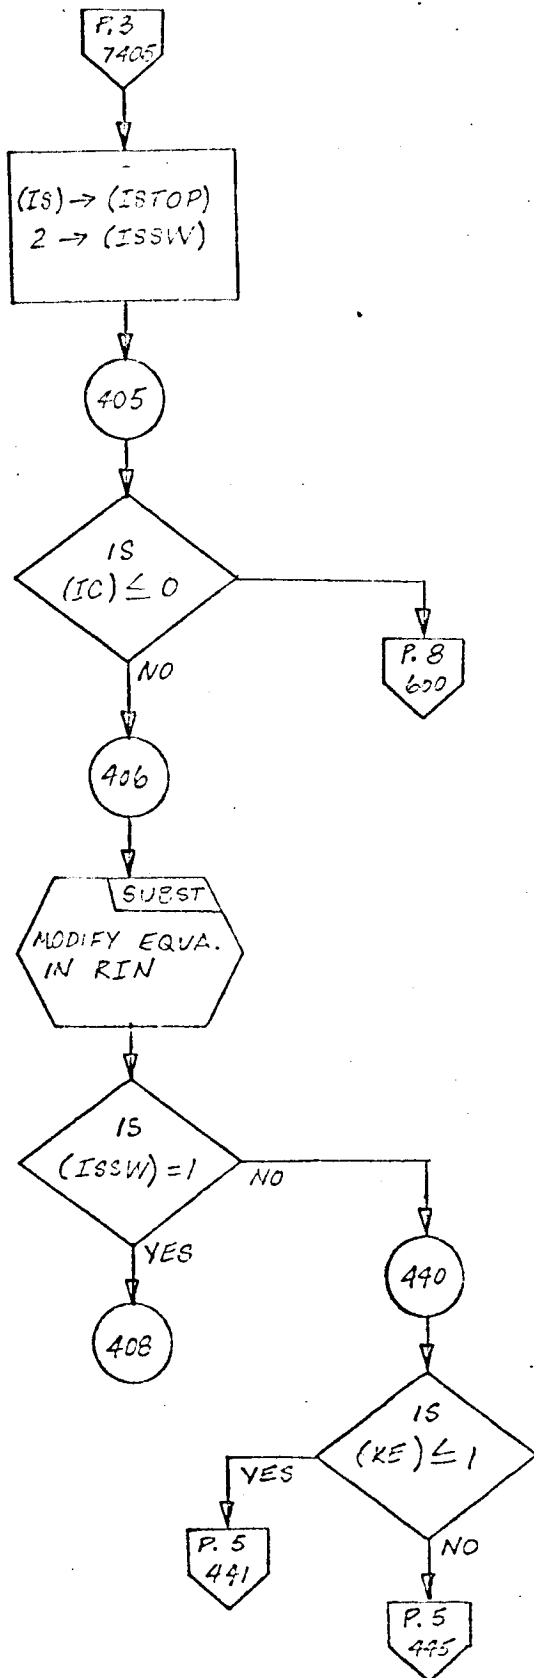 P.3
7405
(IS) → (ISTOP)
2 → (ISSW)
405
IS
(IC) ≤ 0
NO
P. 8
600
406
SUBST
MODIFY EQUA.
IN RIN
IS
(ISSW) = 1
NO
YES
440
408
IS
(KE) ≤ 1
YES
NO
P. 5
441
P. 5
445